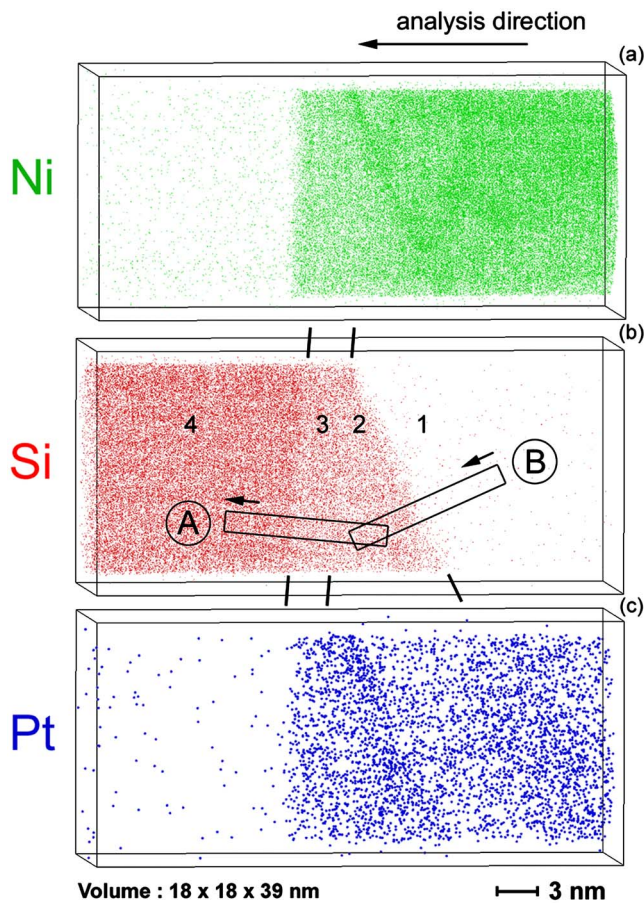 analysis direction
(a)
Ni
(b)
4 3 2 1
Si
B
A
(c)
Pt
Volume : 18 x 18 x 39 nm
3 nm